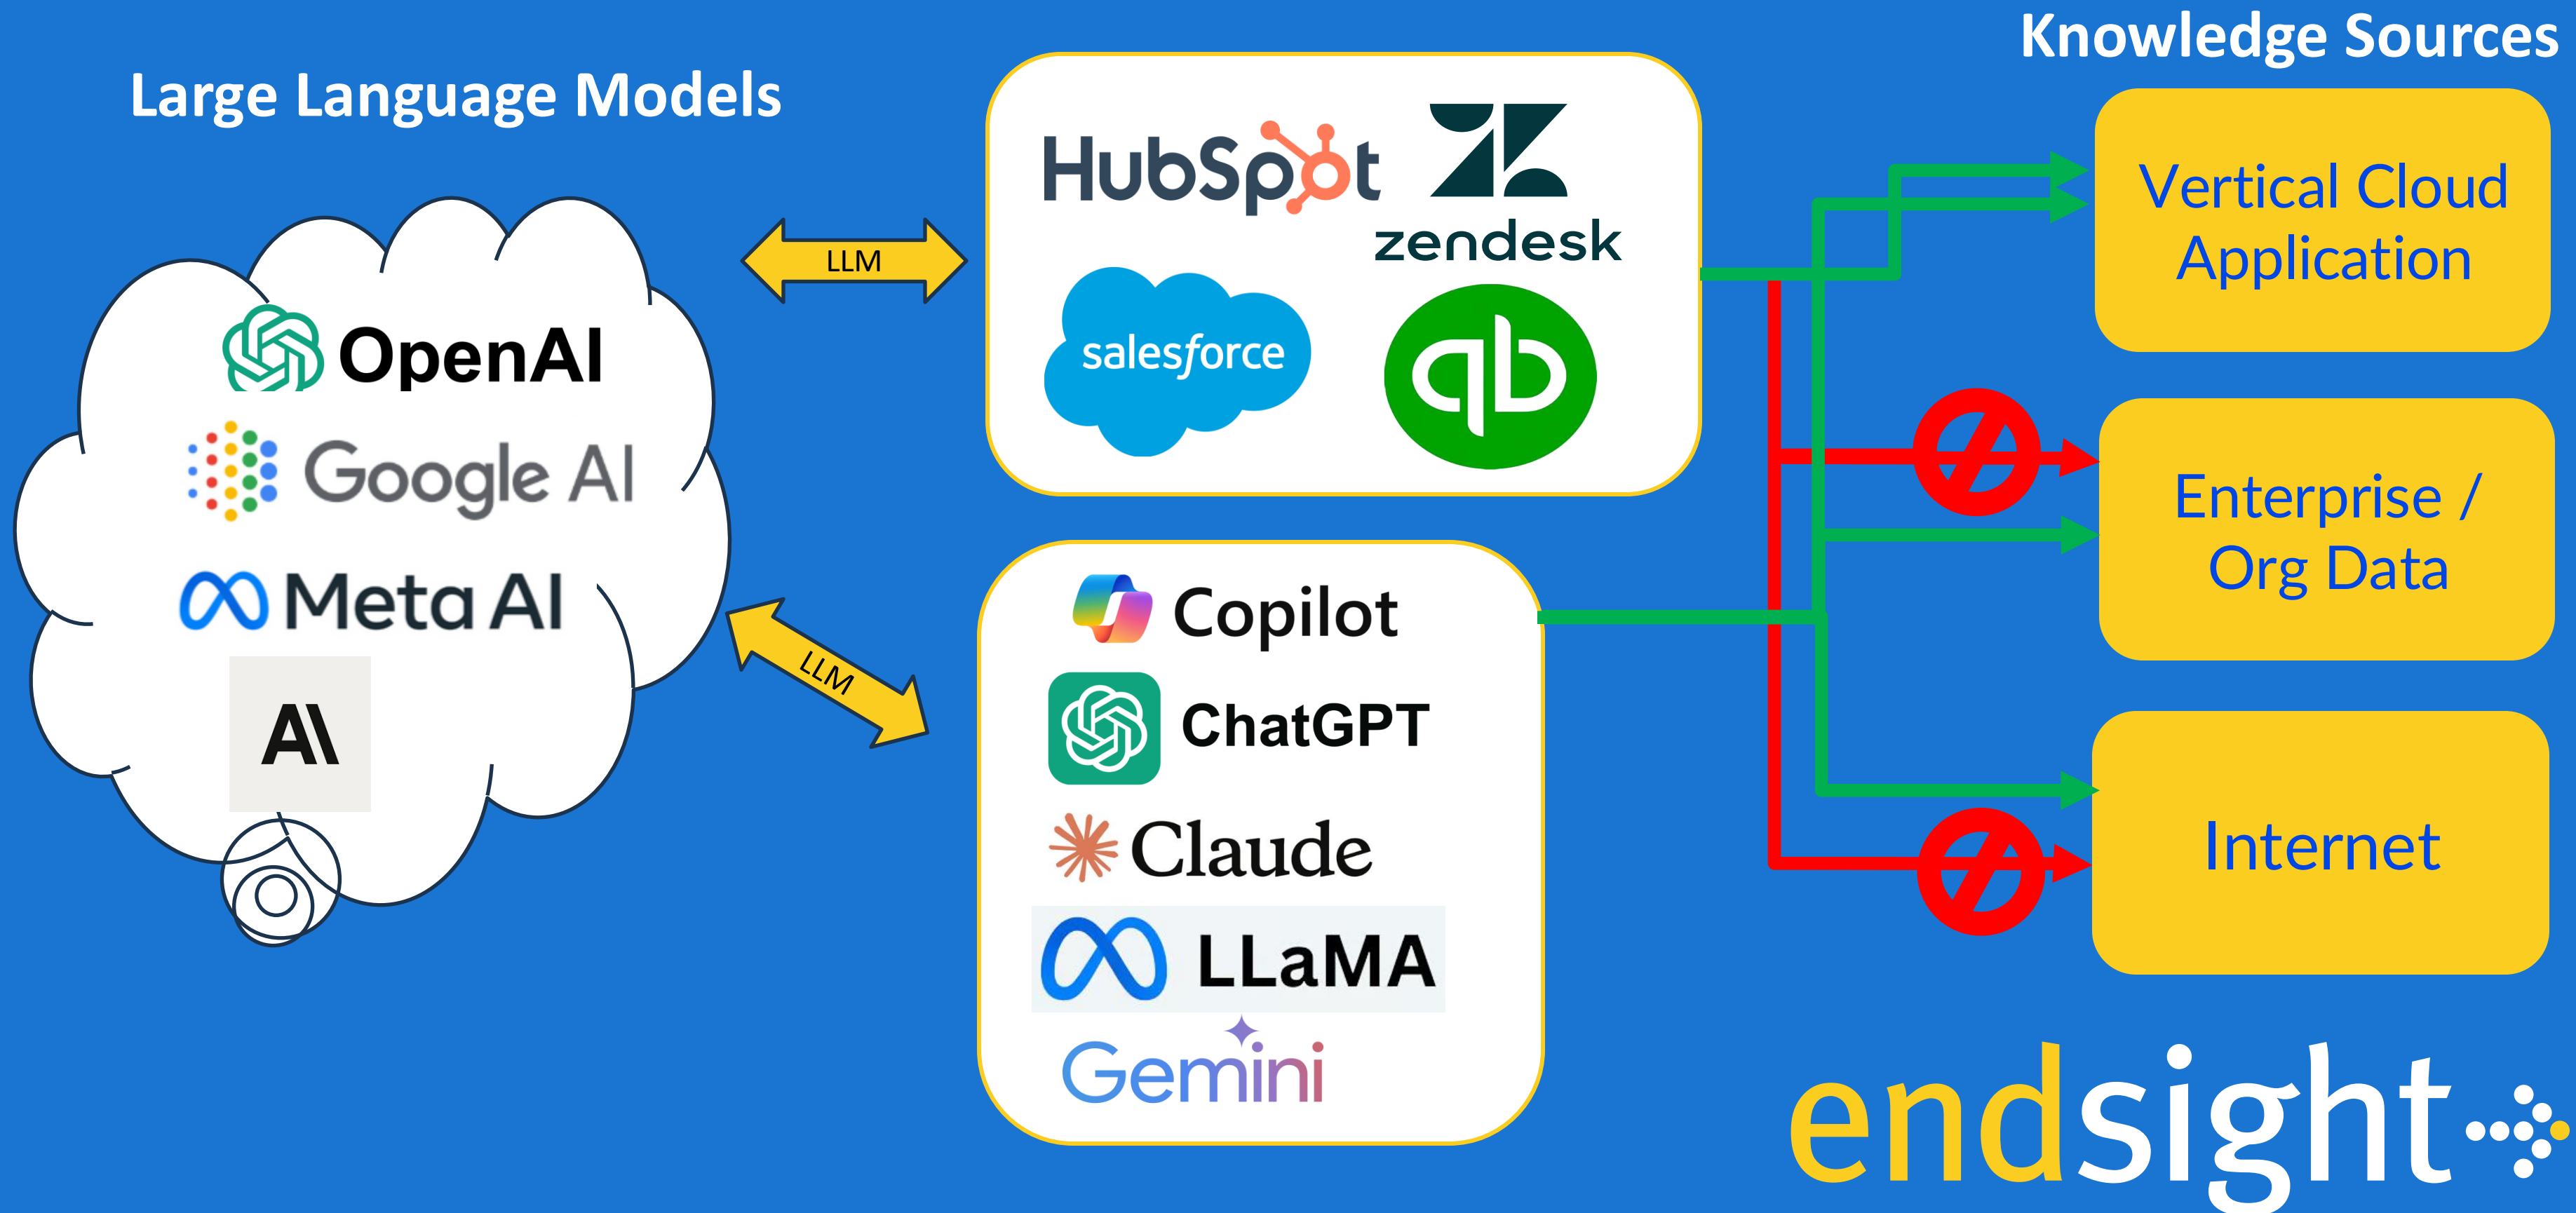 Knowledge Sources
Large Language Models
OpenAI
Google AI
Meta AI
A\
LLM
LLM
HubSpot
zendesk
salesforce
qb
Copilot
ChatGPT
Claude
LLaMA
Gemini
Vertical Cloud
Application
Enterprise /
Org Data
Internet
endsight